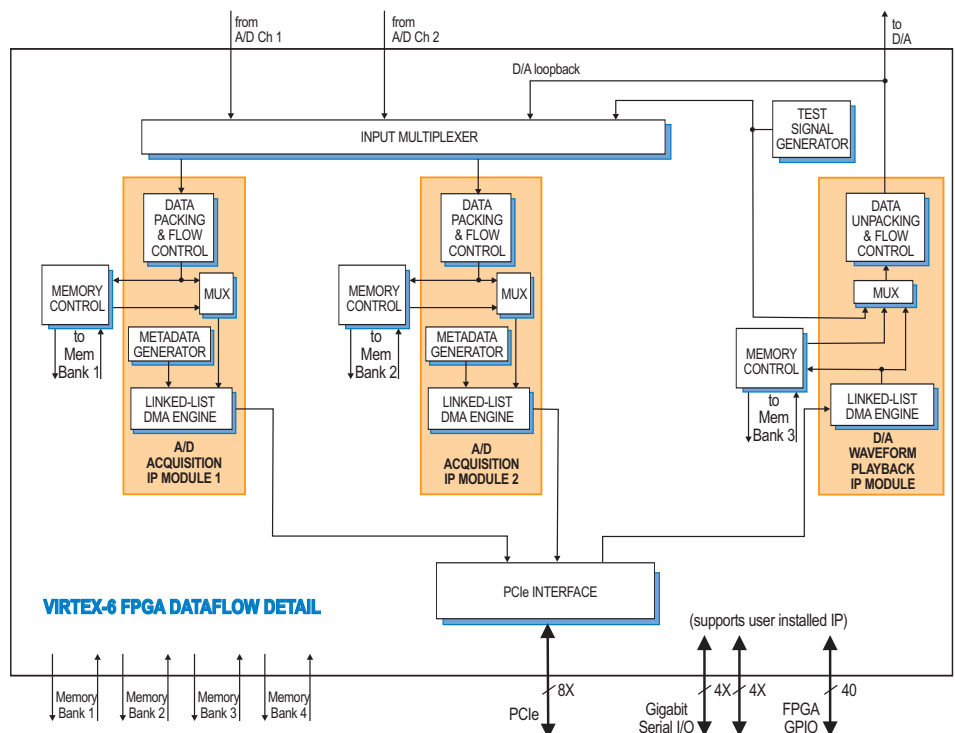 from
A/D Ch 1
from
A/D Ch 2
to
D/A
D/A loopback
INPUT MULTIPLEXER
TEST
SIGNAL
GENERATOR
DATA
PACKING
& FLOW
CONTROL
MEMORY
CONTROL
MUX
to
Mem
Bank 1
METADATA
GENERATOR
LINKED-LIST
DMA ENGINE
A/D
ACQUISITION
IP MODULE 1
DATA
PACKING
& FLOW
CONTROL
MEMORY
CONTROL
MUX
to
Mem
Bank 2
METADATA
GENERATOR
LINKED-LIST
DMA ENGINE
A/D
ACQUISITION
IP MODULE 2
DATA
UNPACKING
& FLOW
CONTROL
MUX
MEMORY
CONTROL
to
Mem
Bank 3
LINKED-LIST
DMA ENGINE
D/A
WAVEFORM
PLAYBACK
IP MODULE
PCIe INTERFACE
VIRTEX-6 FPGA DATAFLOW DETAIL
(supports user installed IP)
Memory
Bank 1
Memory
Bank 2
Memory
Bank 3
Memory
Bank 4
8X
PCIe
4X
4X
Gigabit
Serial I/O
40
FPGA
GPIO